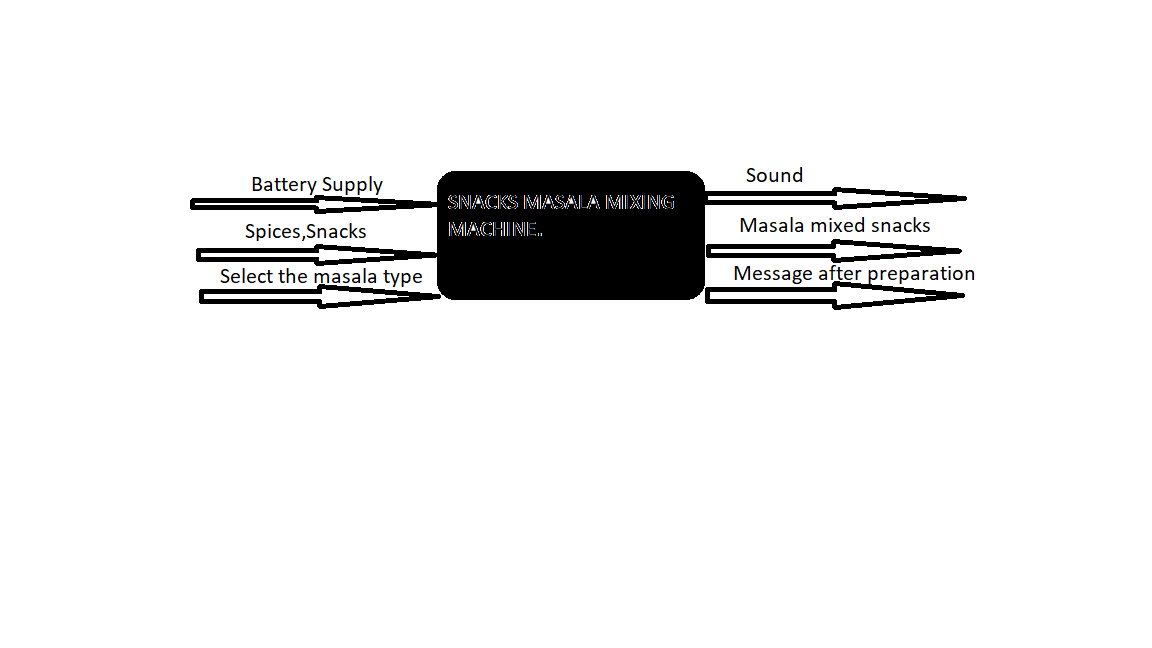 Battery Supply
Spices,Snacks
Select the masala type
SNACKS MASALA MIXING
MACHINE.
Sound
Masala mixed snacks
Message after preparation